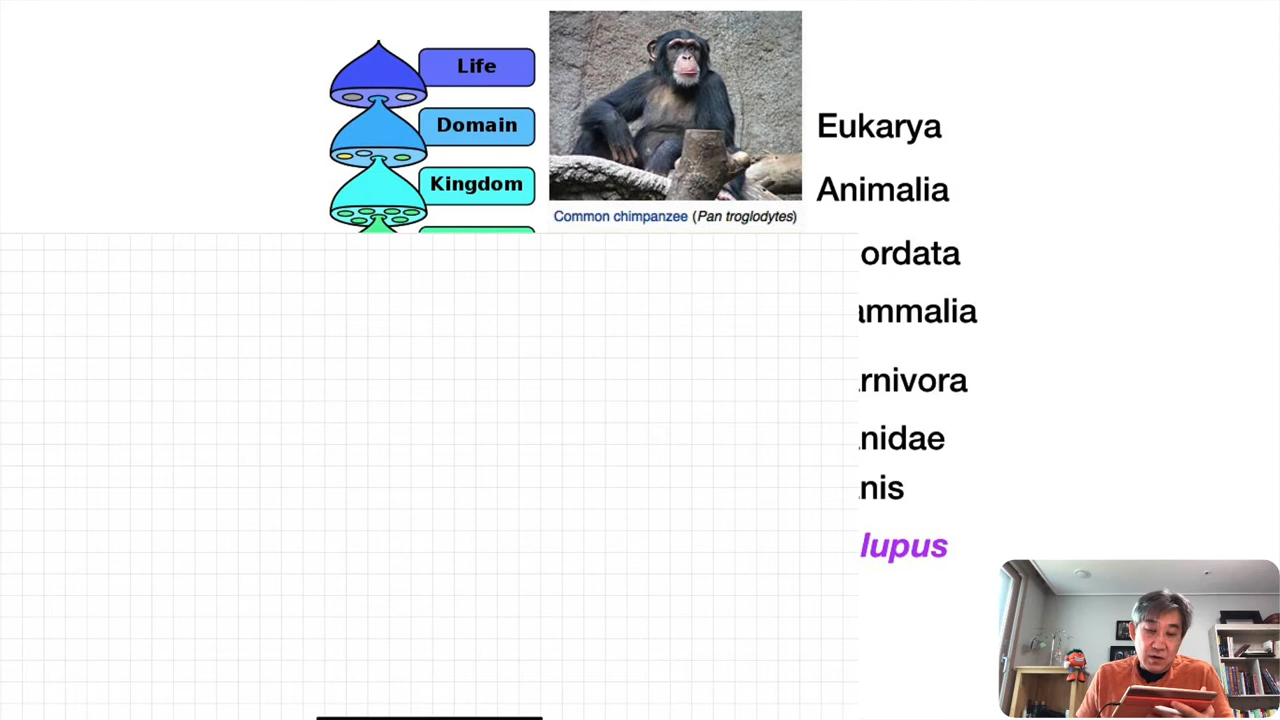 Life
Domain
Kingdom
Common chimpanzee (Pan troglodytes)
Eukarya
Animalia
ordata
ammalia
rnivora
nidae
nis
lupus